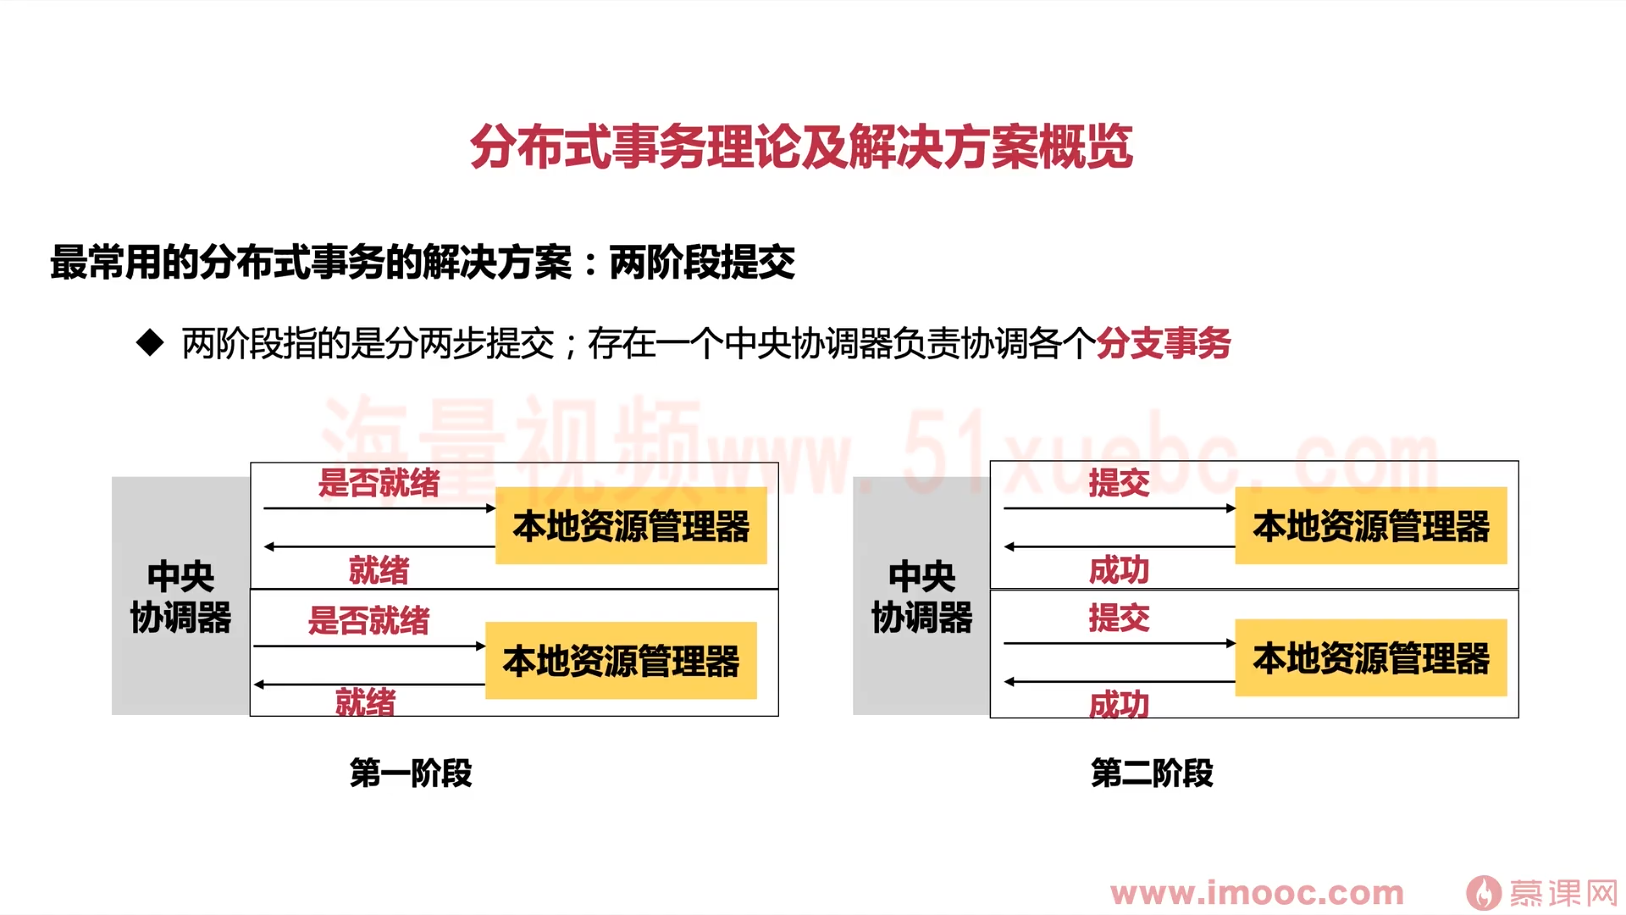 分布式事务理论及解决方案概览
最常用的分布式事务的解决方案：两阶段提交
◆ 两阶段指的是分两步提交；存在一个中央协调器负责协调各个分支事务
海量视频www.51xuebc.com
中央
协调器
是否就绪
本地资源管理器
就绪
是否就绪
本地资源管理器
就绪
第一阶段
中央
协调器
提交
本地资源管理器
成功
提交
本地资源管理器
成功
第二阶段
www.imooc.com 慕课网